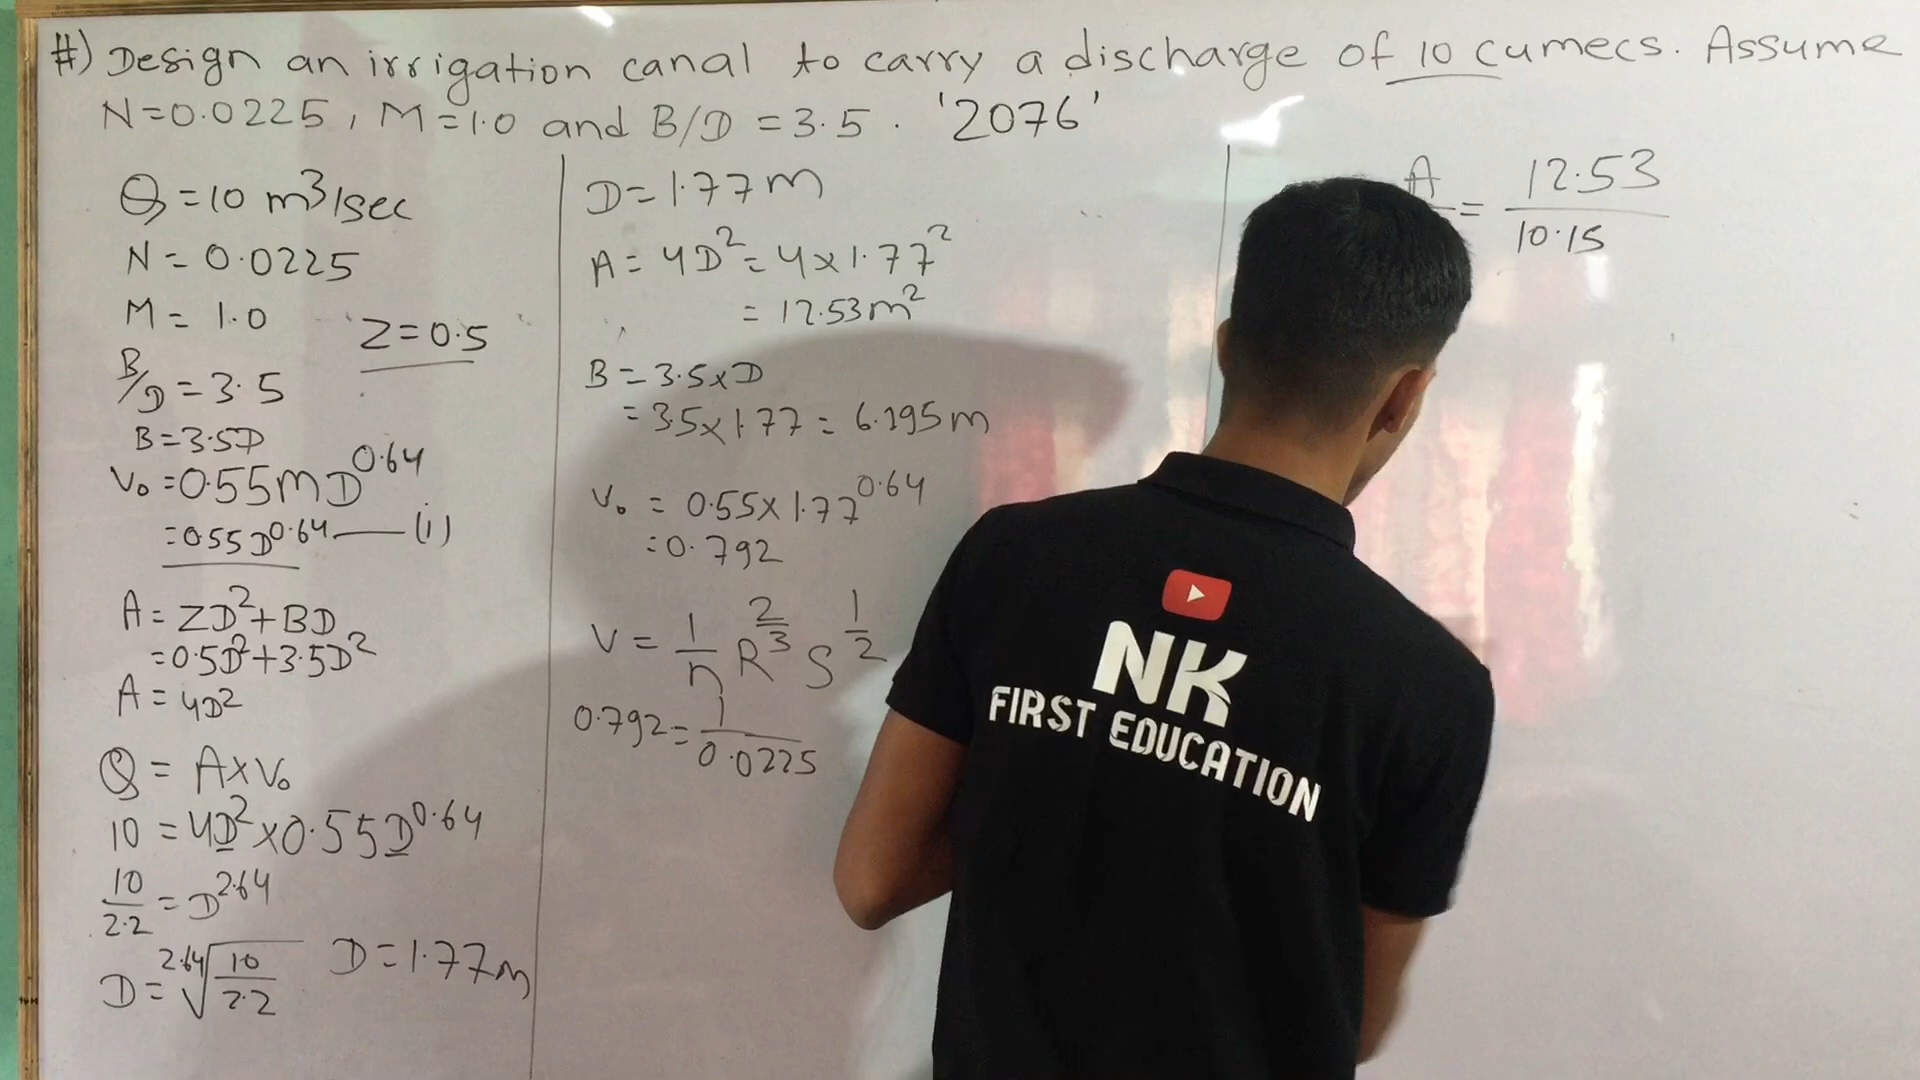 #) Design an irrigation canal to carry a discharge of 10 cumecs. Assume
N=0.0225, M=1.0 and B/D = 3.5. '2076'
Q = 10 m³/sec
N = 0.0225
M = 1.0
Z = 0.5
B/D = 3.5
B = 3.5D
V₀ = 0.55mD^0.64
= 0.55D^0.64 —— (i)
A = ZD² + BD
= 0.5D² + 3.5D²
A = 4D²
Q = A×V₀
10 = 4D² × 0.55D^0.64
10/2.2 = D^2.64
D = 2.64√10/2.2 D = 1.77m
D = 1.77m
A = 4D² = 4×1.77²
= 12.53m²
B = 3.5×D
= 3.5×1.77 = 6.195m
V₀ = 0.55×1.77^0.64
= 0.792
V = 1/n R^2/3 S^1/2
0.792 = 1/0.0225
A = 12.53/10.15
NK
FIRST EDUCATION